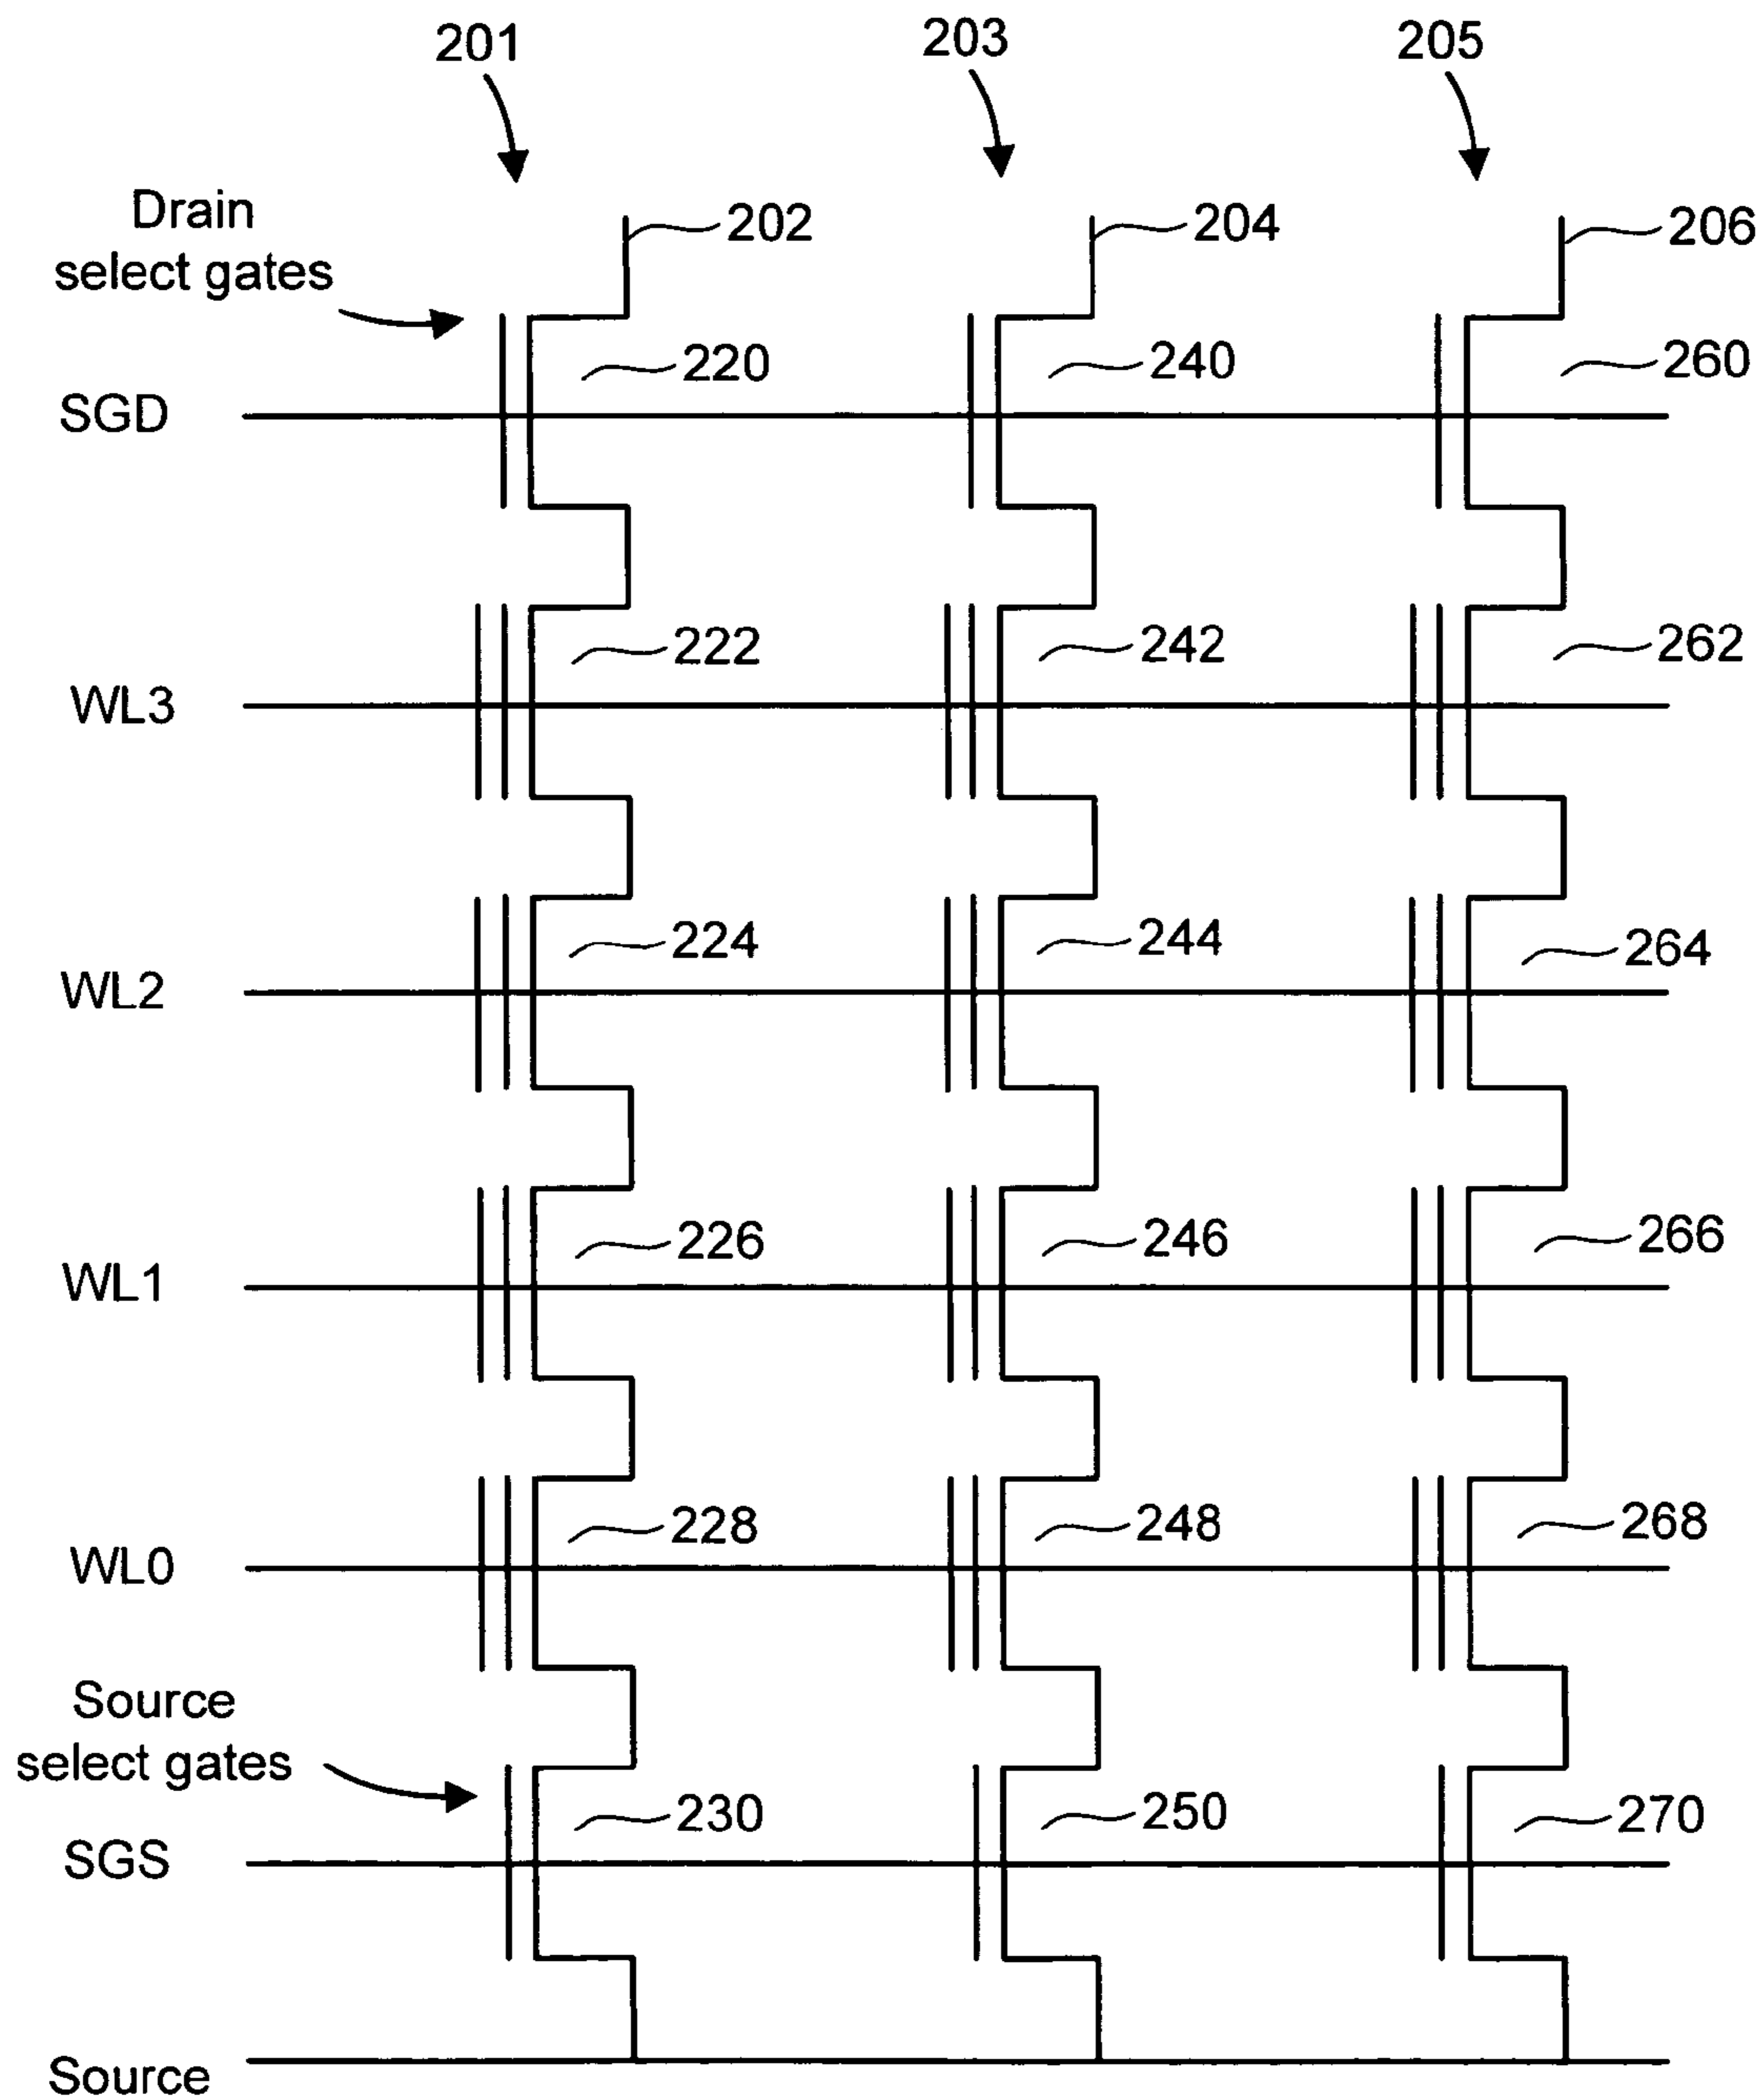 201 203 205
Drain
select gates
202 204 206
220 240 260
SGD
222 242 262
WL3
224 244 264
WL2
226 246 266
WL1
228 248 268
WL0
Source
select gates
230 250 270
SGS
Source